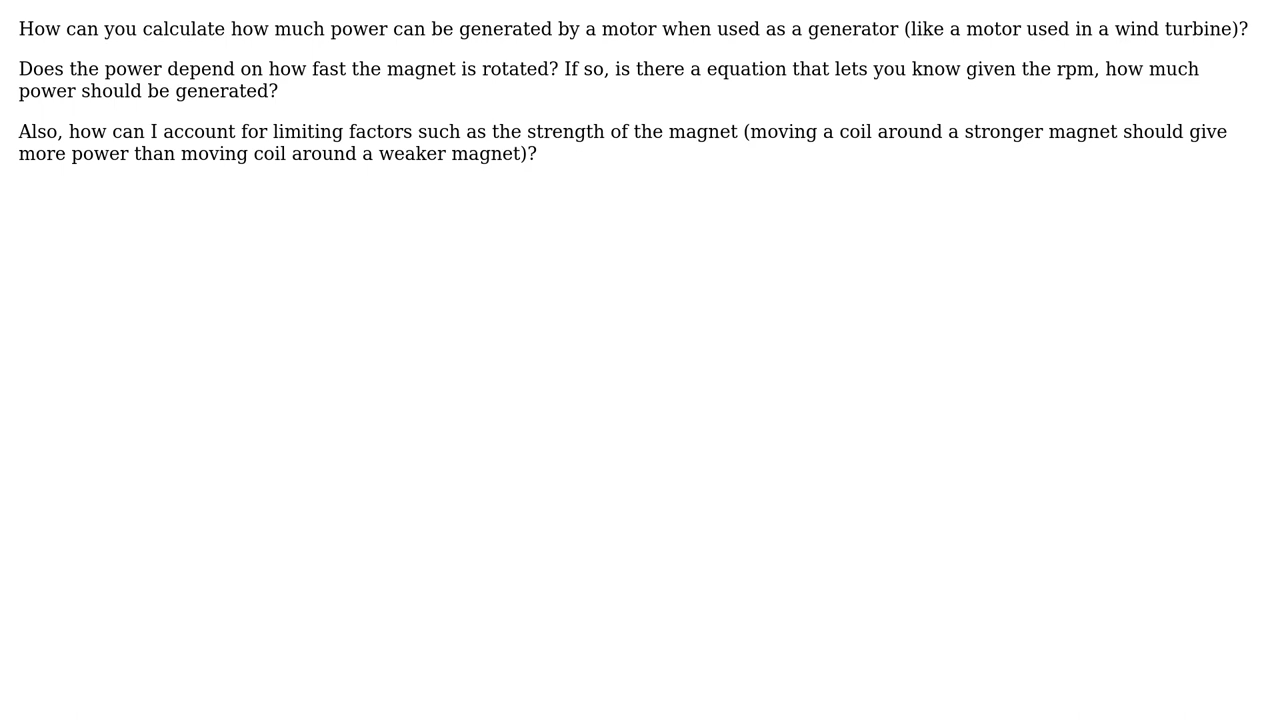 How can you calculate how much power can be generated by a motor when used as a generator (like a motor used in a wind turbine)?
Does the power depend on how fast the magnet is rotated? If so, is there a equation that lets you know given the rpm, how much
power should be generated?
Also, how can I account for limiting factors such as the strength of the magnet (moving a coil around a stronger magnet should give
more power than moving coil around a weaker magnet)?